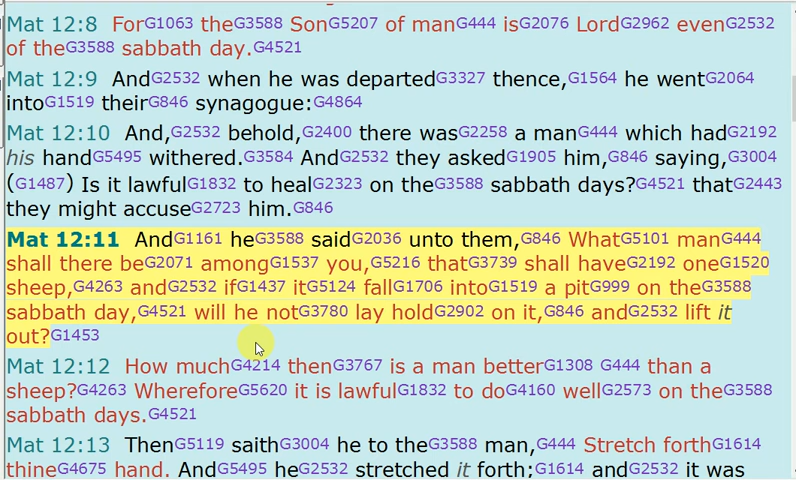 Mat 12:8 ForG1063 theG3588 SonG5207 of manG444 isG2076 LordG2962 evenG2532
of theG3588 sabbath day.G4521
Mat 12:9 AndG2532 when he was departedG3327 thence,G1564 he wentG2064
intoG1519 theirG846 synagogue:G4864
Mat 12:10 And,G2532 behold,G2400 there wasG2258 a manG444 which hadG2192
his handG5495 withered.G3584 AndG2532 they askedG1905 him,G846 saying,G3004
(G1487) Is it lawfulG1832 to healG2323 on theG3588 sabbath days?G4521 thatG2443
they might accuseG2723 him.G846
Mat 12:11 AndG1161 heG3588 saidG2036 unto them,G846 WhatG5101 manG444
shall there beG2071 amongG1537 you,G5216 thatG3739 shall haveG2192 oneG1520
sheep,G4263 andG2532 ifG1437 itG5124 fallG1706 intoG1519 a pitG999 on theG3588
sabbath day,G4521 will he notG3780 lay holdG2902 on it,G846 andG2532 lift it
out?G1453
Mat 12:12 How muchG4214 thenG3767 is a man betterG1308 G444 than a
sheep?G4263 WhereforeG5620 it is lawfulG1832 to doG4160 wellG2573 on theG3588
sabbath days.G4521
Mat 12:13 ThenG5119 saithG3004 he to theG3588 man,G444 Stretch forthG1614
thineG4675 hand. AndG5495 heG2532 stretched it forth;G1614 andG2532 it was